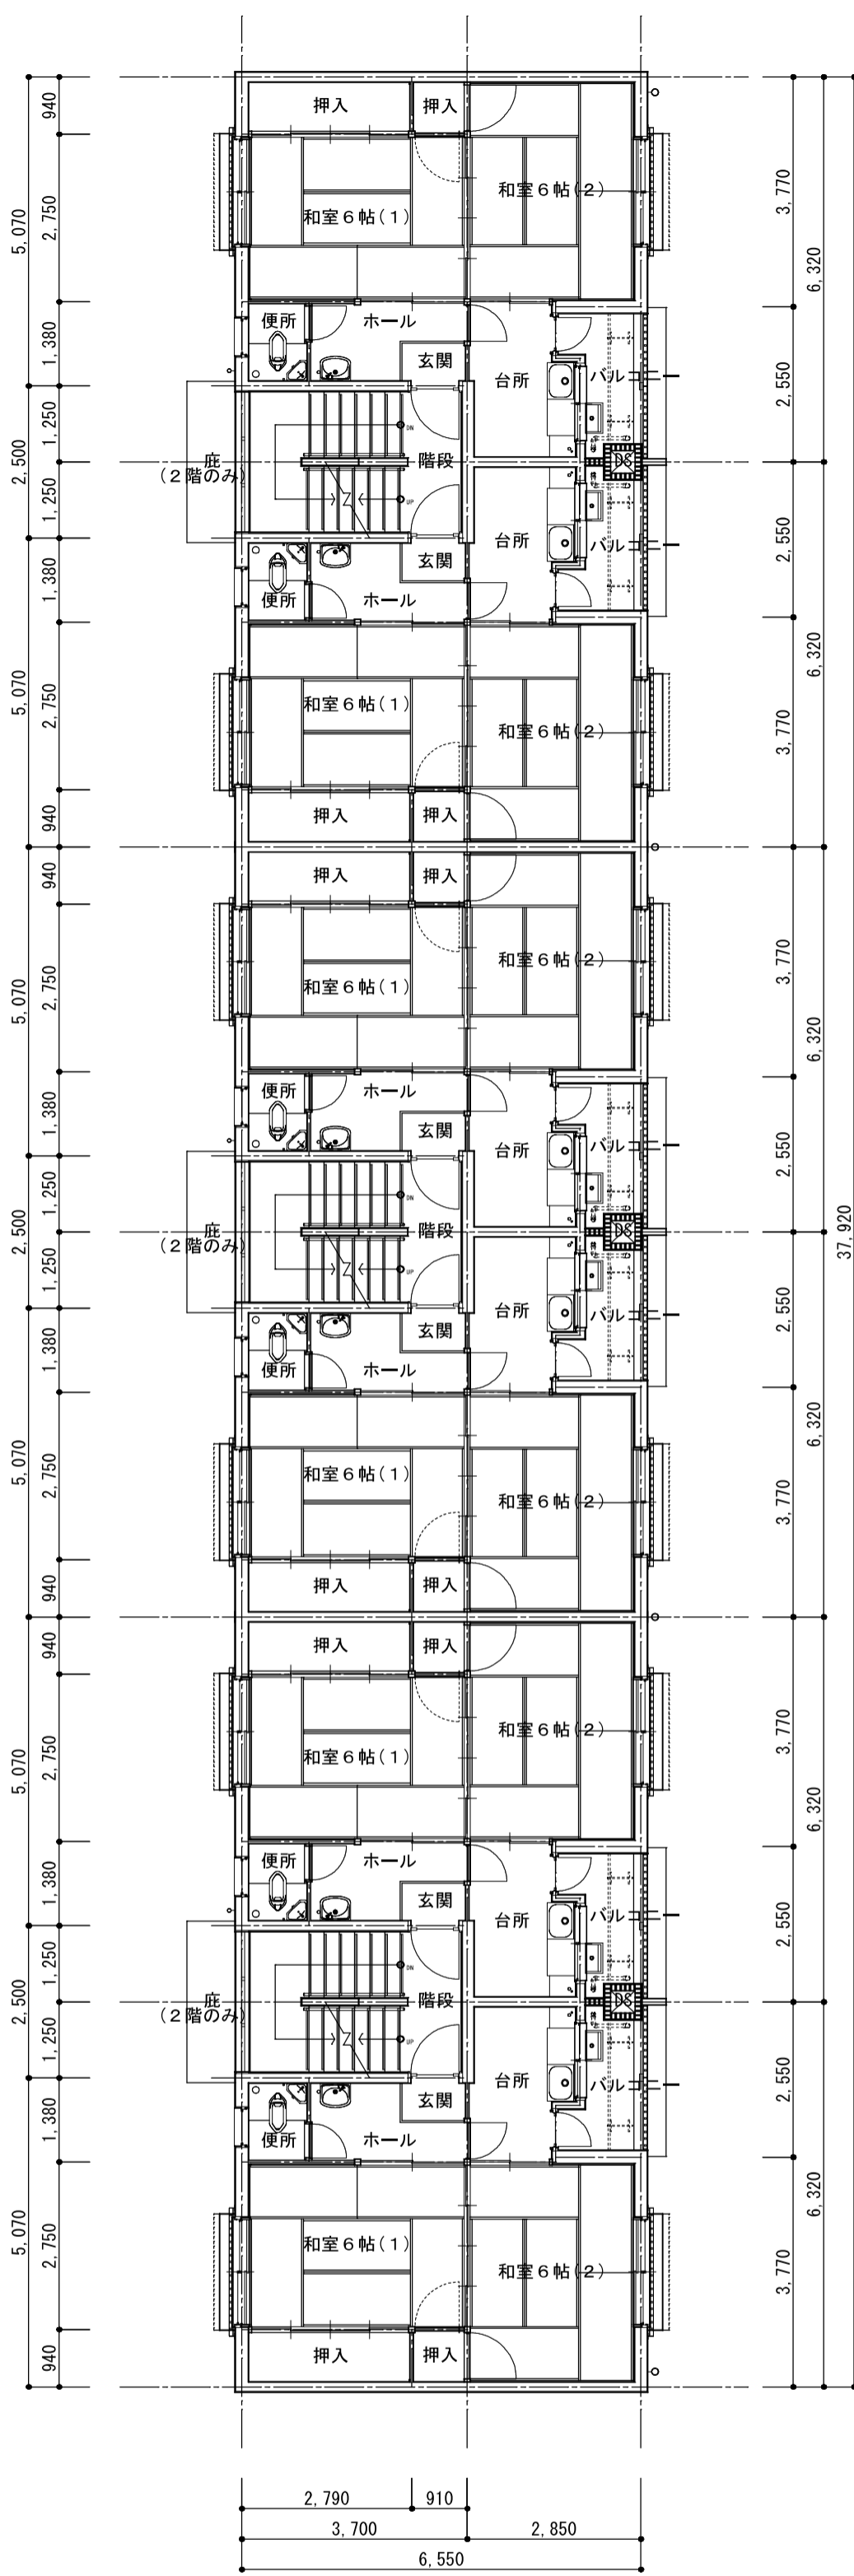 940
押入
押入
2,750
5,070
和室６帖(１)
和室６帖(２)
3,770
6,320
1,380
便所
ホール
玄関
台所
バルコ
2,550
1,250
DN
2,500
庇
(２階のみ)
階段
DS
1,250
UP
1,380
便所
ホール
玄関
台所
バルコ
2,550
5,070
2,750
和室６帖(１)
和室６帖(２)
3,770
6,320
940
押入
押入
940
押入
押入
2,750
5,070
和室６帖(１)
和室６帖(２)
3,770
6,320
1,380
便所
ホール
玄関
台所
バルコ
2,550
1,250
DN
2,500
庇
(２階のみ)
階段
DS
37,920
1,250
UP
1,380
便所
ホール
玄関
台所
バルコ
2,550
5,070
2,750
和室６帖(１)
和室６帖(２)
3,770
6,320
940
押入
押入
940
押入
押入
2,750
5,070
和室６帖(１)
和室６帖(２)
3,770
6,320
1,380
便所
ホール
玄関
台所
バルコ
2,550
1,250
DN
2,500
庇
(２階のみ)
階段
DS
1,250
UP
1,380
便所
ホール
玄関
台所
バルコ
2,550
5,070
2,750
和室６帖(１)
和室６帖(２)
3,770
6,320
940
押入
押入
2,790
910
3,700
2,850
6,550